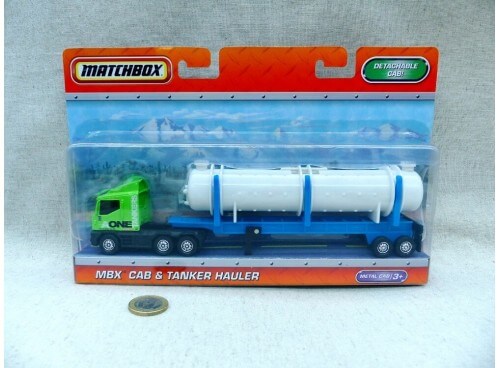 MATCHBOX
DETACHABLE
CAB!
ONE
MBX CAB & TANKER HAULER
METAL CAB! 3+